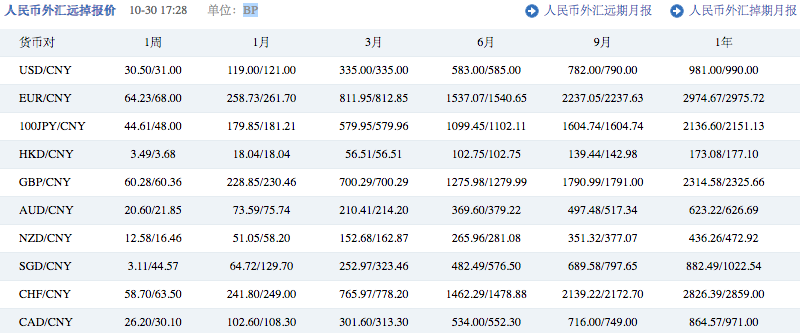 人民币外汇远掉报价 10-30 17:28 单位：BP 人民币外汇远期月报 人民币外汇掉期月报
货币对 1周 1月 3月 6月 9月 1年
USD/CNY 30.50/31.00 119.00/121.00 335.00/335.00 583.00/585.00 782.00/790.00 981.00/990.00
EUR/CNY 64.23/68.00 258.73/261.70 811.95/812.85 1537.07/1540.65 2237.05/2237.63 2974.67/2975.72
100JPY/CNY 44.61/48.00 179.85/181.21 579.95/579.96 1099.45/1102.11 1604.74/1604.74 2136.60/2151.13
HKD/CNY 3.49/3.68 18.04/18.04 56.51/56.51 102.75/102.75 139.44/142.98 173.08/177.10
GBP/CNY 60.28/60.36 228.85/230.46 700.29/700.29 1275.98/1279.99 1790.99/1791.00 2314.58/2325.66
AUD/CNY 20.60/21.85 73.59/75.74 210.41/214.20 369.60/379.22 497.48/517.34 623.22/626.69
NZD/CNY 12.58/16.46 51.05/58.20 152.68/162.87 265.96/281.08 351.32/377.07 436.26/472.92
SGD/CNY 3.11/44.57 64.72/129.70 252.97/323.46 482.49/576.50 689.58/797.65 882.49/1022.54
CHF/CNY 58.70/63.50 241.80/249.00 765.97/778.20 1462.29/1478.88 2139.22/2172.70 2826.39/2859.00
CAD/CNY 26.20/30.10 102.60/108.30 301.60/313.30 534.00/552.30 716.00/749.00 864.57/971.00